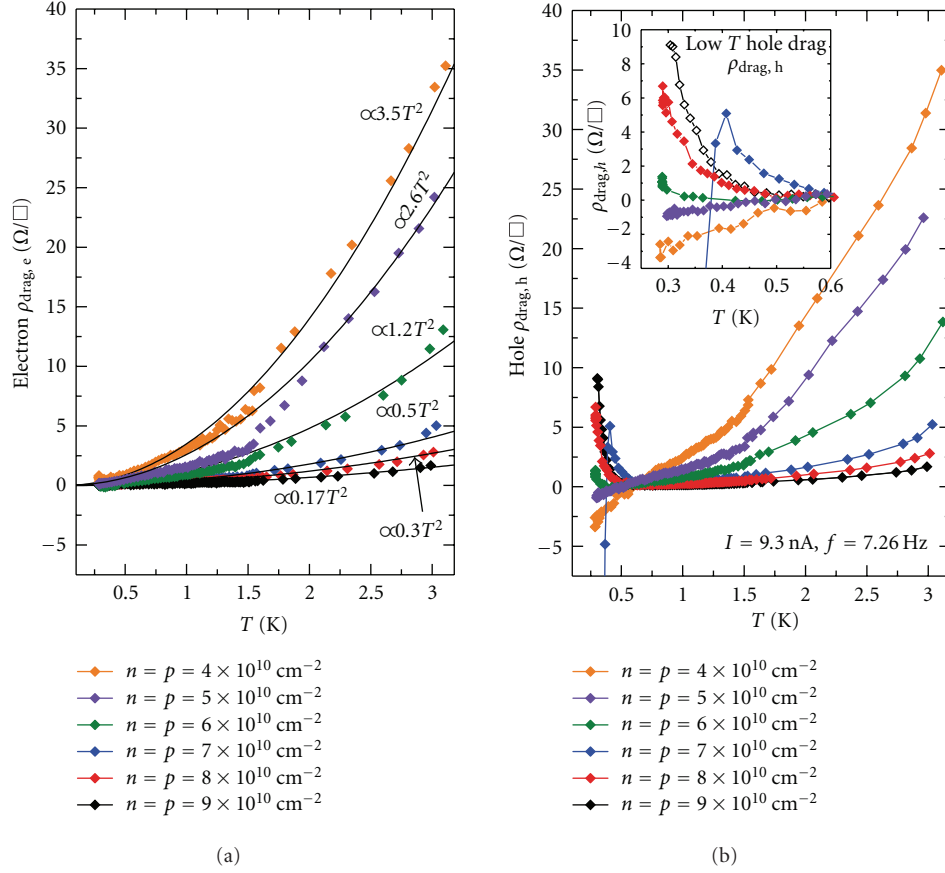 40
35
30
25
20
15
10
5
0
−5
Electron ρdrag, e (Ω/□)
∝3.5T²
∝2.6T²
∝1.2T²
∝0.5T²
∝0.17T²
∝0.3T²
0.5 1 1.5 2 2.5 3
T (K)
n = p = 4 × 10¹⁰ cm⁻²
n = p = 5 × 10¹⁰ cm⁻²
n = p = 6 × 10¹⁰ cm⁻²
n = p = 7 × 10¹⁰ cm⁻²
n = p = 8 × 10¹⁰ cm⁻²
n = p = 9 × 10¹⁰ cm⁻²
(a)
40
35
30
25
20
15
10
5
0
−5
Hole ρdrag, h (Ω/□)
Low T hole drag
ρdrag, h
10
8
6
4
2
0
−2
−4
ρdrag,h (Ω/□)
0.3 0.4 0.5 0.6
T (K)
I = 9.3 nA, f = 7.26 Hz
0.5 1 1.5 2 2.5 3
T (K)
n = p = 4 × 10¹⁰ cm⁻²
n = p = 5 × 10¹⁰ cm⁻²
n = p = 6 × 10¹⁰ cm⁻²
n = p = 7 × 10¹⁰ cm⁻²
n = p = 8 × 10¹⁰ cm⁻²
n = p = 9 × 10¹⁰ cm⁻²
(b)